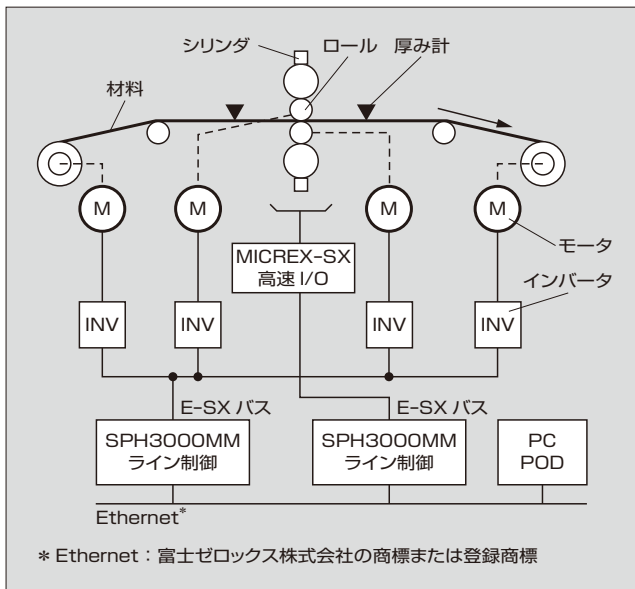 シリンダ
ロール
厚み計
材料
M
M
M
M
モータ
MICREX-SX
高速 I/O
インバータ
INV
INV
INV
INV
E-SX バス
E-SX バス
SPH3000MM
ライン制御
SPH3000MM
ライン制御
PC
POD
Ethernet*
* Ethernet:富士ゼロックス株式会社の商標または登録商標